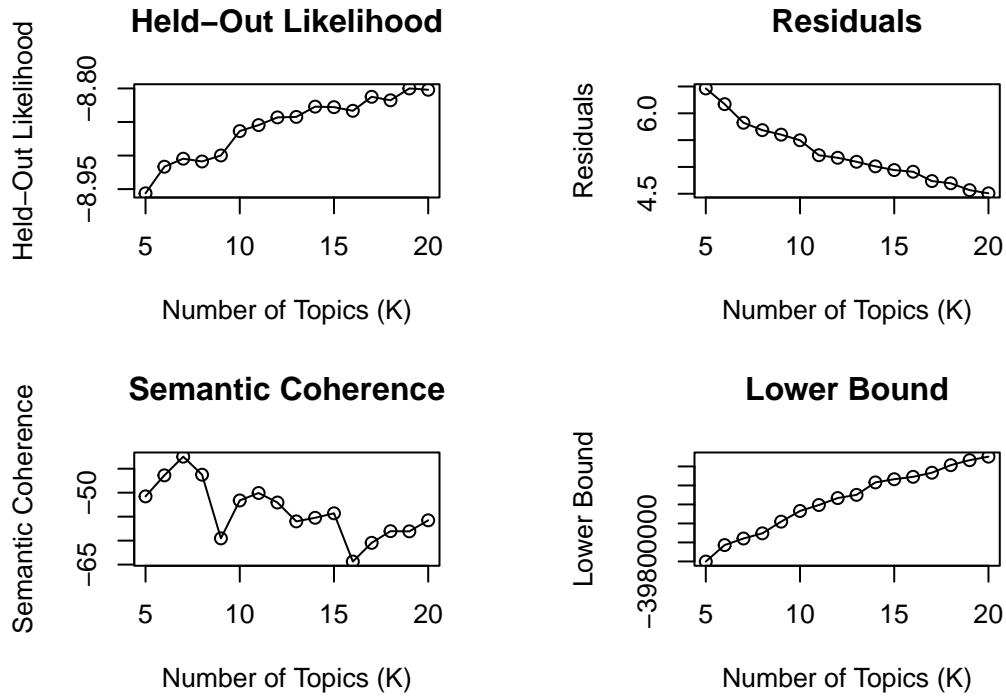 Held−Out Likelihood
Held−Out Likelihood
−8.95 −8.80
5 10 15 20
Number of Topics (K)
Residuals
Residuals
4.5 6.0
5 10 15 20
Number of Topics (K)
Semantic Coherence
Semantic Coherence
−65 −50
5 10 15 20
Number of Topics (K)
Lower Bound
Lower Bound
−39800000
5 10 15 20
Number of Topics (K)